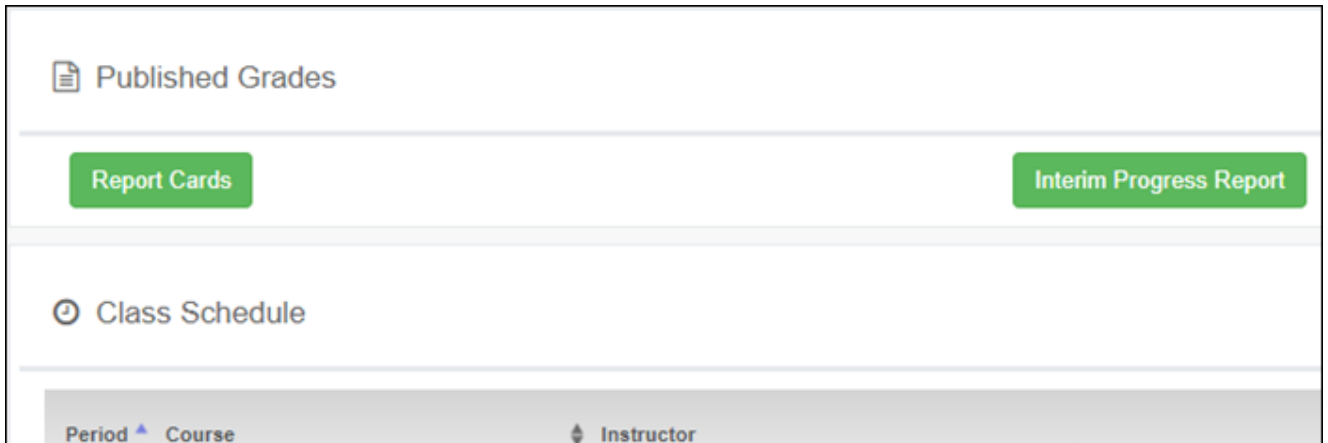 Published Grades
Report Cards Interim Progress Report
Class Schedule
Period Course Instructor